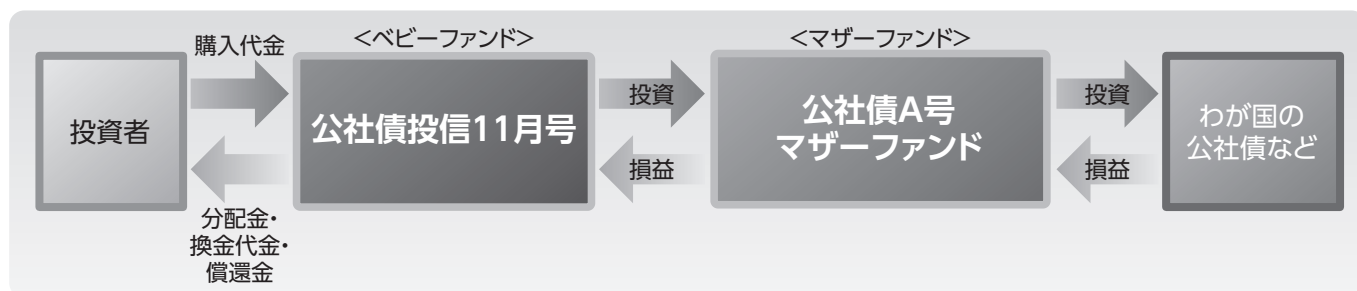 購入代金
<ベビーファンド>
<マザーファンド>
投資者
公社債投信11月号
投資
公社債A号
マザーファンド
投資
わが国の
公社債など
損益
損益
分配金・
換金代金・
償還金